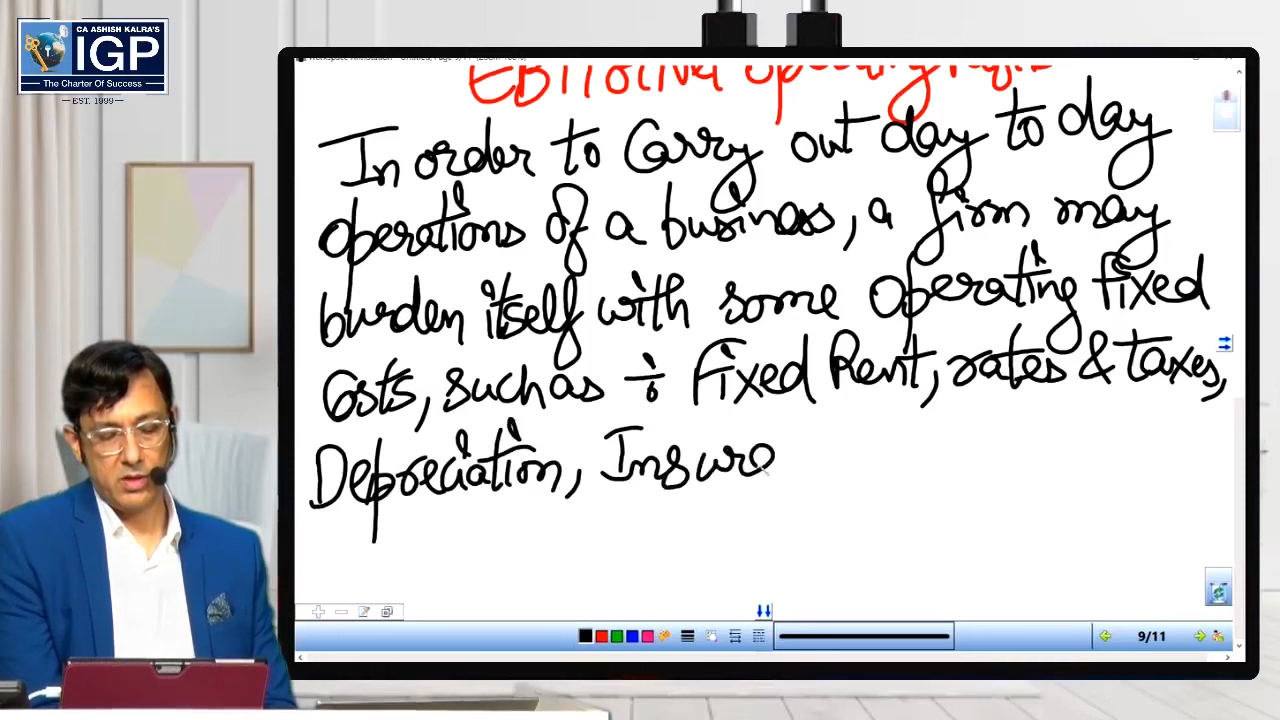 CA ASHISH KALRA'S
IGP
The Charter Of Success
EST. 1999
In order to Carry out day to day
operations of a business, a firm may
burden itself with some operating fixed
Costs, such as ÷ Fixed Rent, rates & taxes,
Depreciation, Insura
9/11